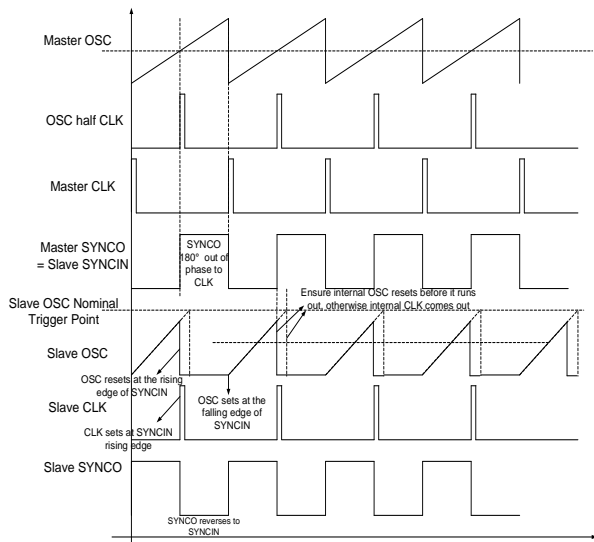 Master OSC
OSC half CLK
Master CLK
Master SYNCO
= Slave SYNCIN
SYNCO
180° out of
phase to
CLK
Ensure internal OSC resets before it runs
out, otherwise internal CLK comes out
Slave OSC Nominal
Trigger Point
Slave OSC
OSC resets at the rising
edge of SYNCIN
OSC sets at the
falling edge of
SYNCIN
Slave CLK
CLK sets at SYNCIN
rising edge
Slave SYNCO
SYNCO reverses to
SYNCIN